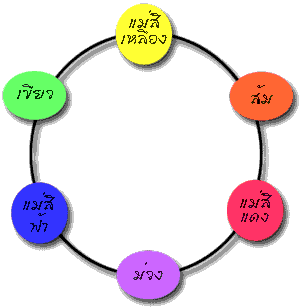 แม่สี
เหลือง
ส้ม
แม่สี
แดง
ม่วง
แม่สี
ฟ้า
เขียว